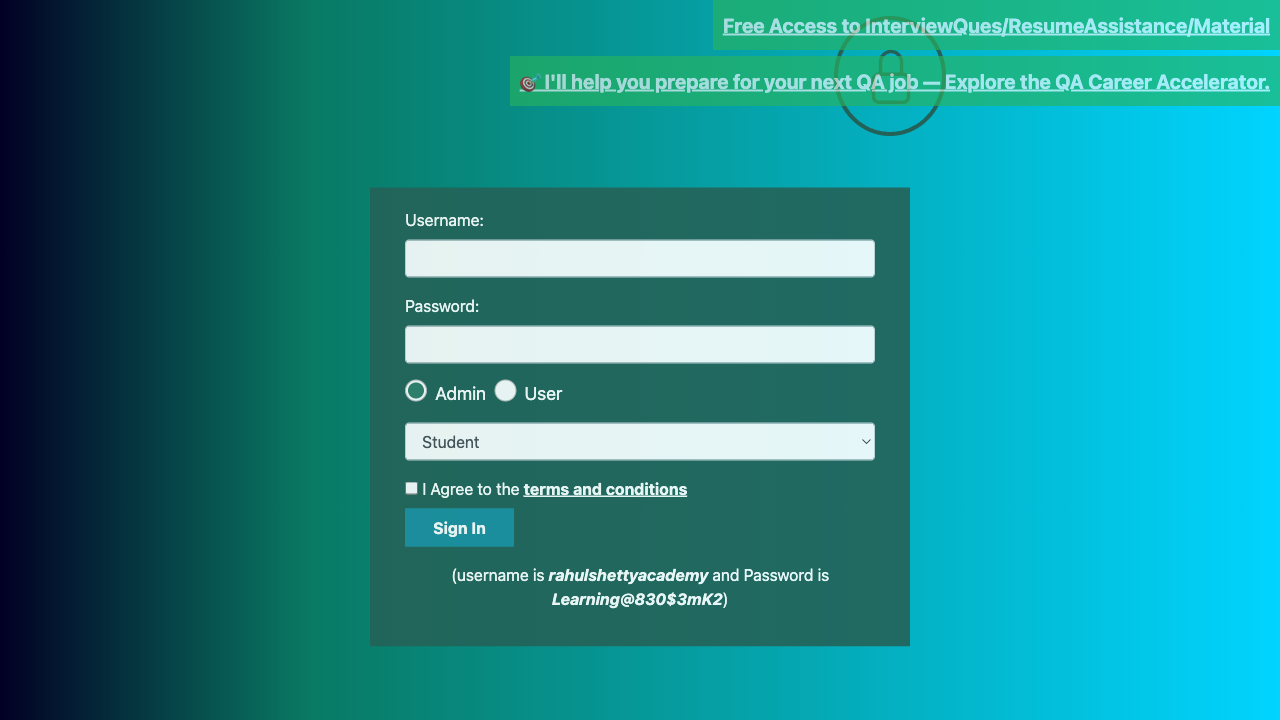 Free Access to InterviewQues/ResumeAssistance/Material
🎯 I'll help you prepare for your next QA job — Explore the QA Career Accelerator.
Username:
Password:
Admin User
Student
I Agree to the terms and conditions
Sign In
(username is rahulshettyacademy and Password is
Learning@830$3mK2)